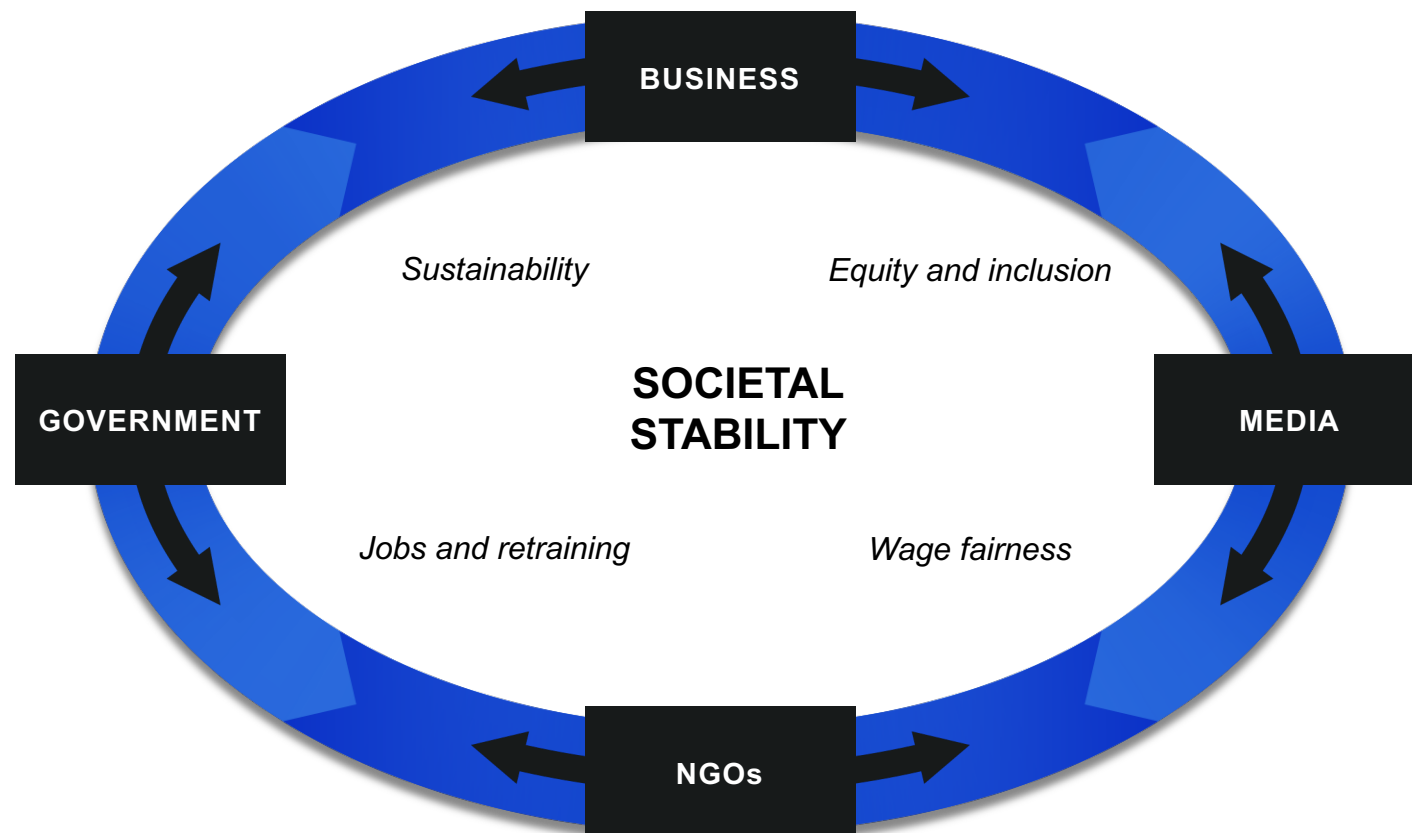 BUSINESS
Sustainability
Equity and inclusion
SOCIETAL
STABILITY
GOVERNMENT
MEDIA
Jobs and retraining
Wage fairness
NGOs